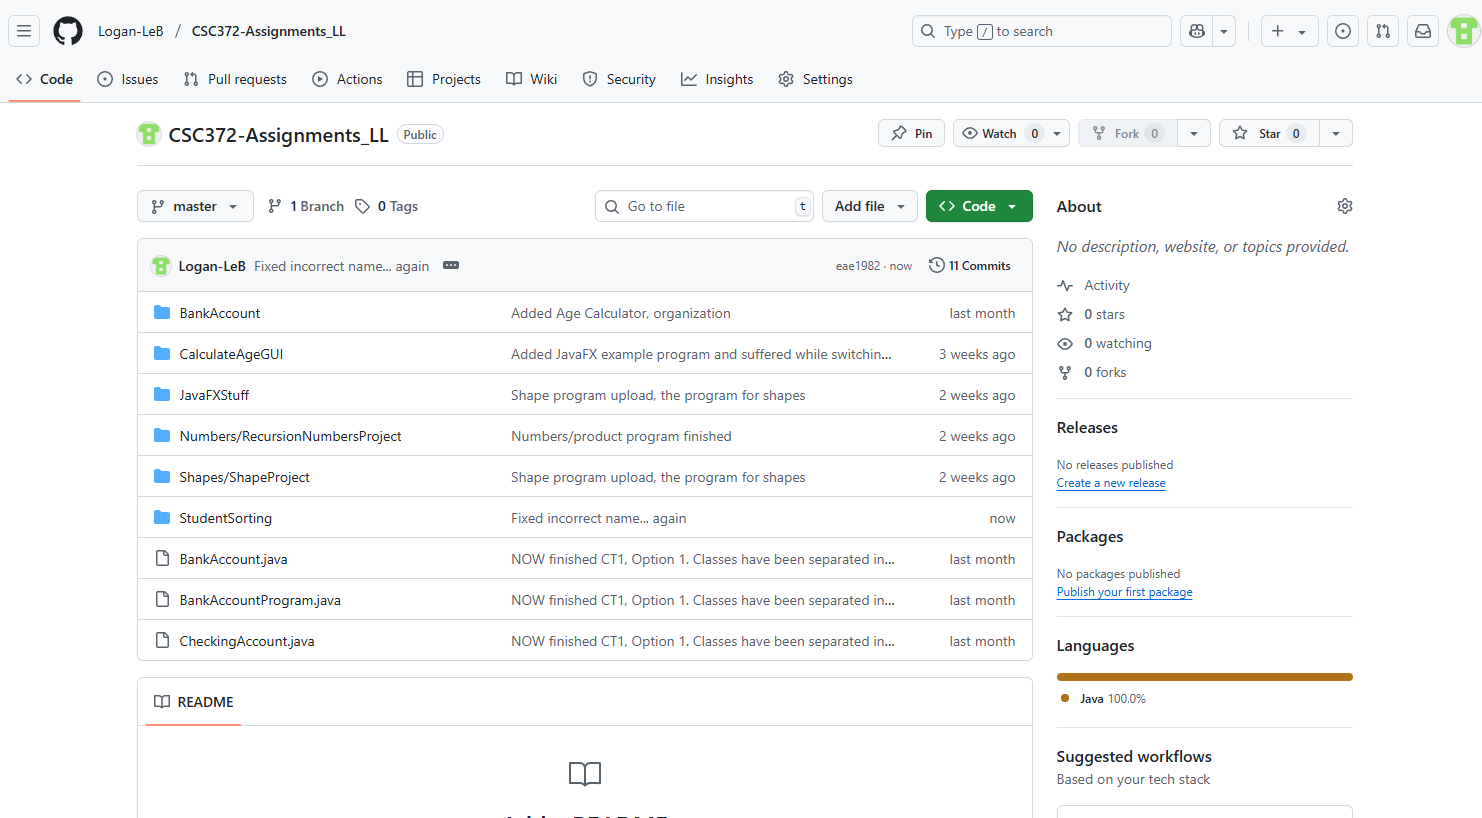 Logan-LeB / CSC372-Assignments_LL
Type / to search
Code Issues Pull requests Actions Projects Wiki Security Insights Settings
CSC372-Assignments_LL Public
Pin Watch 0 Fork 0 Star 0
master 1 Branch 0 Tags Go to file t Add file Code
Logan-LeB Fixed incorrect name... again eae1982 · now 11 Commits
BankAccount Added Age Calculator, organization last month
CalculateAgeGUI Added JavaFX example program and suffered while switchin... 3 weeks ago
JavaFXStuff Shape program upload, the program for shapes 2 weeks ago
Numbers/RecursionNumbersProject Numbers/product program finished 2 weeks ago
Shapes/ShapeProject Shape program upload, the program for shapes 2 weeks ago
StudentSorting Fixed incorrect name... again now
BankAccount.java NOW finished CT1, Option 1. Classes have been separated in... last month
BankAccountProgram.java NOW finished CT1, Option 1. Classes have been separated in... last month
CheckingAccount.java NOW finished CT1, Option 1. Classes have been separated in... last month
README
About
No description, website, or topics provided.
Activity
0 stars
0 watching
0 forks
Releases
No releases published
Create a new release
Packages
No packages published
Publish your first package
Languages
Java 100.0%
Suggested workflows
Based on your tech stack